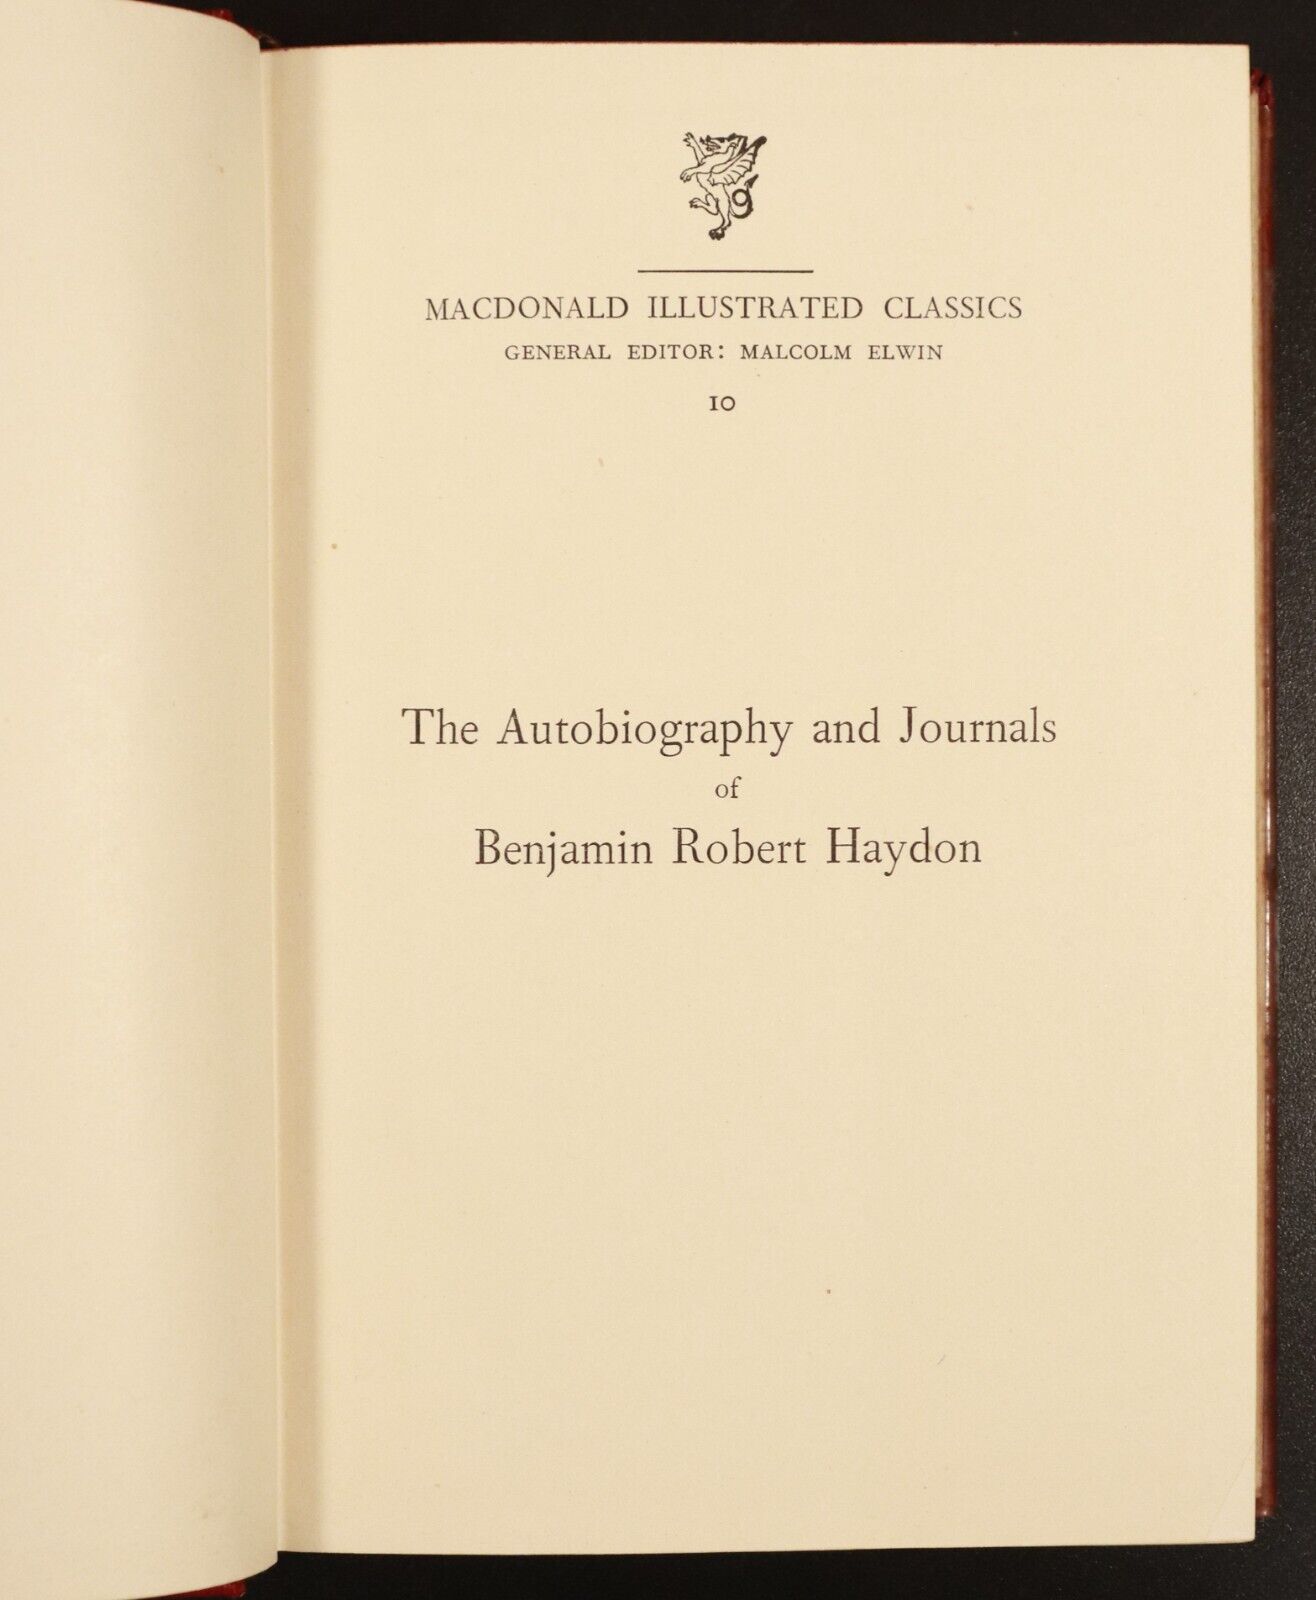 MACDONALD ILLUSTRATED CLASSICS
GENERAL EDITOR: MALCOLM ELWIN
10
The Autobiography and Journals
of
Benjamin Robert Haydon